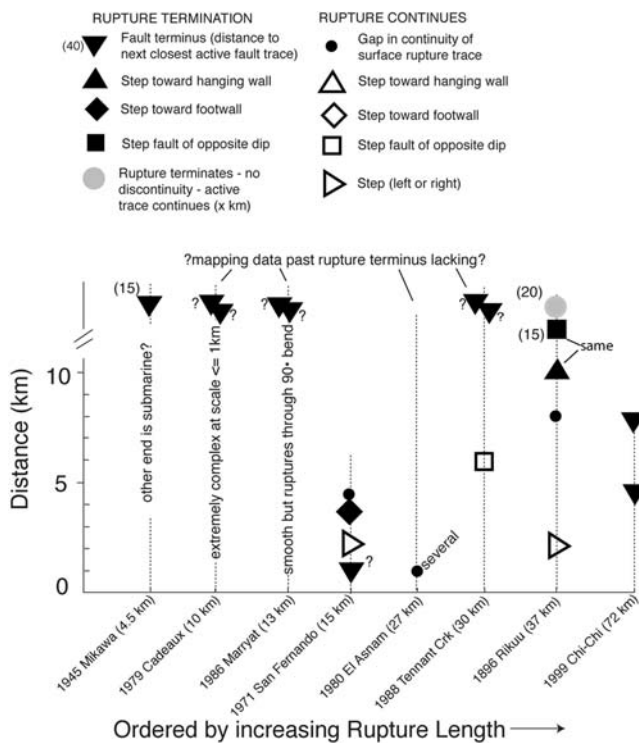 RUPTURE TERMINATION
(40) Fault terminus (distance to
next closest active fault trace)
Step toward hanging wall
Step toward footwall
Step fault of opposite dip
Rupture terminates - no
discontinuity - active
trace continues (x km)
RUPTURE CONTINUES
Gap in continuity of
surface rupture trace
Step toward hanging wall
Step toward footwall
Step fault of opposite dip
Step (left or right)
?mapping data past rupture terminus lacking?
(15)
? ?
? ?
? ?
(20)
(15)
same
other end is submarine?
extremely complex at scale <= 1km
smooth but ruptures through 90• bend
?
several
Distance (km)
10
5
0
1945 Mikawa (4.5 km)
1979 Cadeaux (10 km)
1986 Marryat (13 km)
1971 San Fernando (15 km)
1980 El Asnam (27 km)
1988 Tennant Crk (30 km)
1896 Rikuu (37 km)
1999 Chi-Chi (72 km)
Ordered by increasing Rupture Length